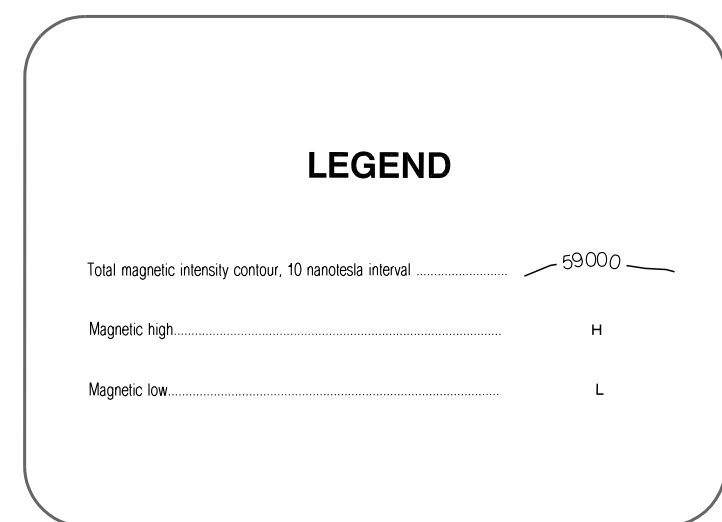 LEGEND
Total magnetic intensity contour, 10 nanotesla interval .......................... 59000
Magnetic high............................................................................................ H
Magnetic low............................................................................................. L